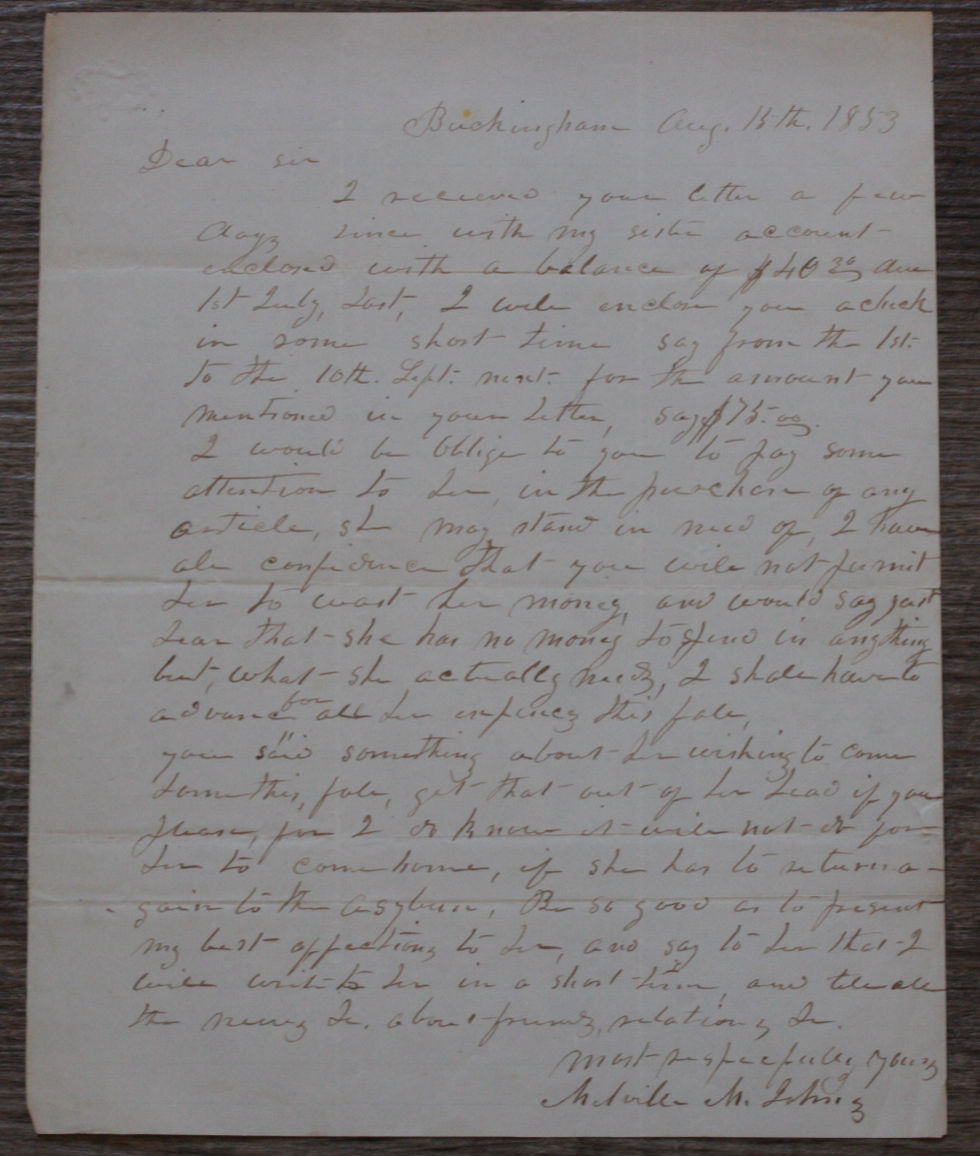 Buckingham Aug. 15th. 1853
Dear sir
I received your letter a few
days since with my sister account
enclosed with a balance of $40 30 due
1st July, Last, I will enclose you a check
in some short time say from the 1st.
to the 10th. Sept. next. for the amount you
mentioned in your letter, say $75.00.
I would be oblige to you to pay some
attention to her, in the purchase of any
article, she may stand in need of, I have
all confidence that you will not permit
her to wast her money, and would say just
hear that she has no money to spend in anything
but, what she actually needs, I shall have to
advance for all her expences this fall,
you said something about her wishing to come
home this, fall, get that out of her head if you
please, for I do know it will not do for
her to come home, if she has to return a-
gain to the asylum, Be so good as to present
my best affections to her, and say to her that I
will write to her in a short time, and tell all
the news &c. about friends, relations &c.
most respecfully yours
Melville M. Johns